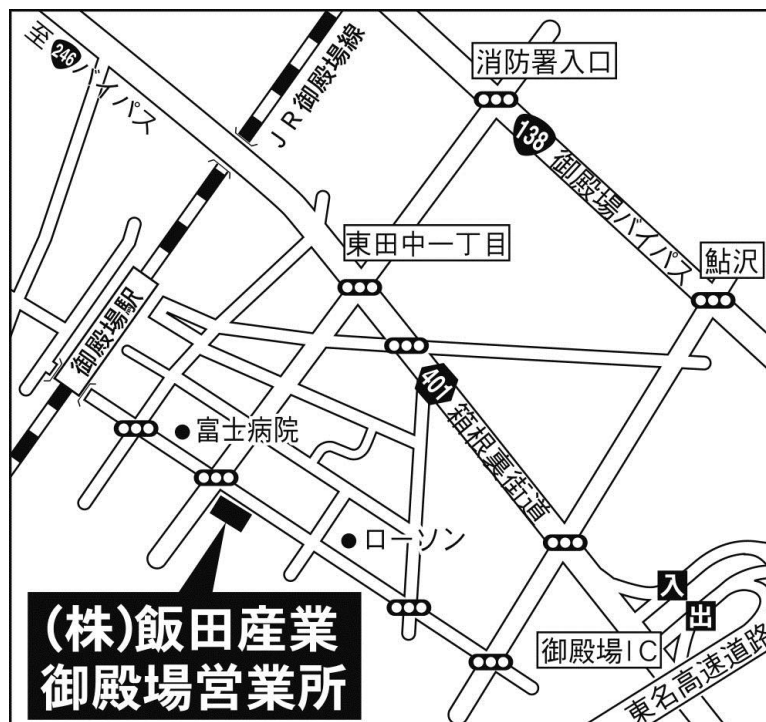 至246バイパス
JR御殿場線
消防署入口
138
御殿場バイパス
東田中一丁目
鮎沢
御殿場駅
401
箱根裏街道
富士病院
ローソン
入
出
御殿場IC
東名高速道路
(株)飯田産業
御殿場営業所